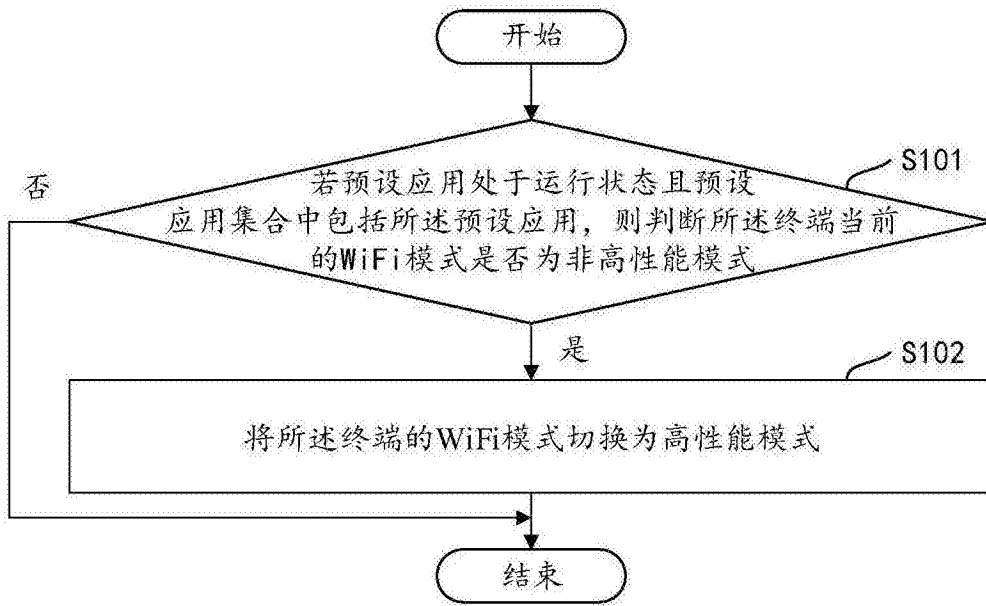 开始
S101
否
若预设应用处于运行状态且预设
应用集合中包括所述预设应用，则判断所述终端当前
的WiFi模式是否为非高性能模式
是
S102
将所述终端的WiFi模式切换为高性能模式
结束